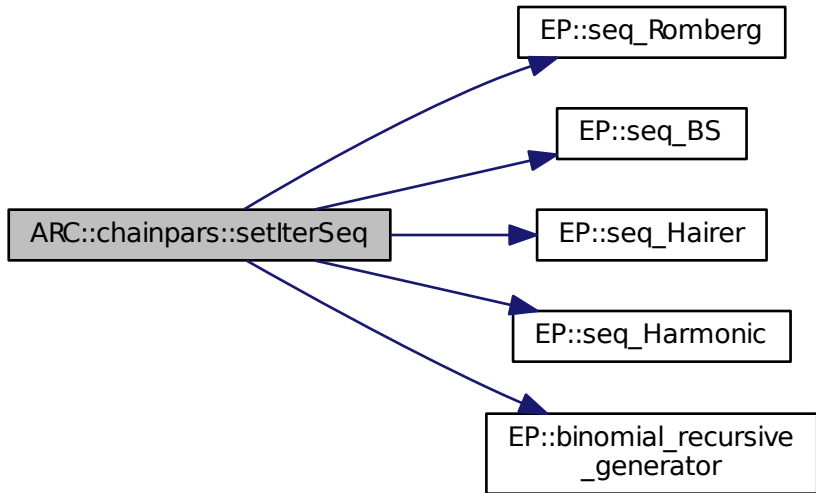 EP::seq_Romberg
EP::seq_BS
ARC::chainpars::setIterSeq
EP::seq_Hairer
EP::seq_Harmonic
EP::binomial_recursive
_generator